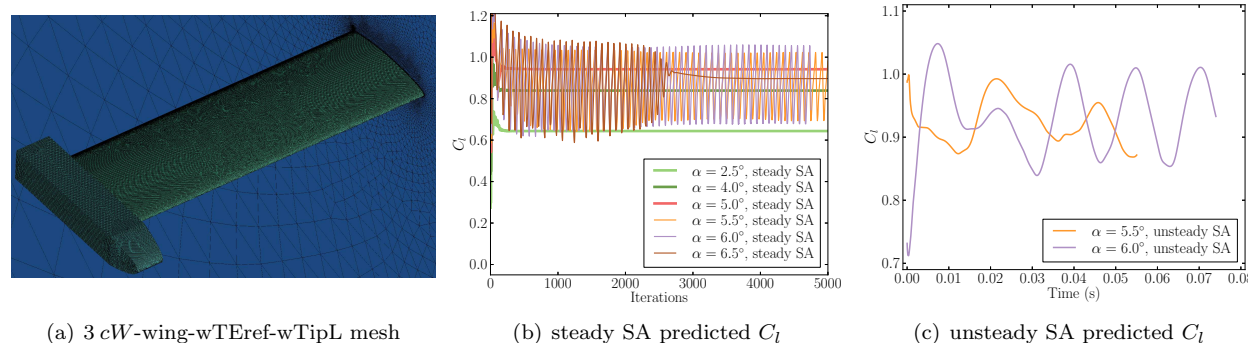 1.2
1.0
0.8
0.6
0.4
0.2
0.0
C_l
0
1000
2000
3000
4000
5000
Iterations
α = 2.5°, steady SA
α = 4.0°, steady SA
α = 5.0°, steady SA
α = 5.5°, steady SA
α = 6.0°, steady SA
α = 6.5°, steady SA
1.0
0.9
0.8
0.7
C_l
0.00
0.01
0.02
0.03
0.04
0.05
0.06
0.07
0.08
Time (s)
α = 5.5°, unsteady SA
α = 6.0°, unsteady SA
(a) 3 cW-wing-wTEref-wTipL mesh
(b) steady SA predicted C_l
(c) unsteady SA predicted C_l